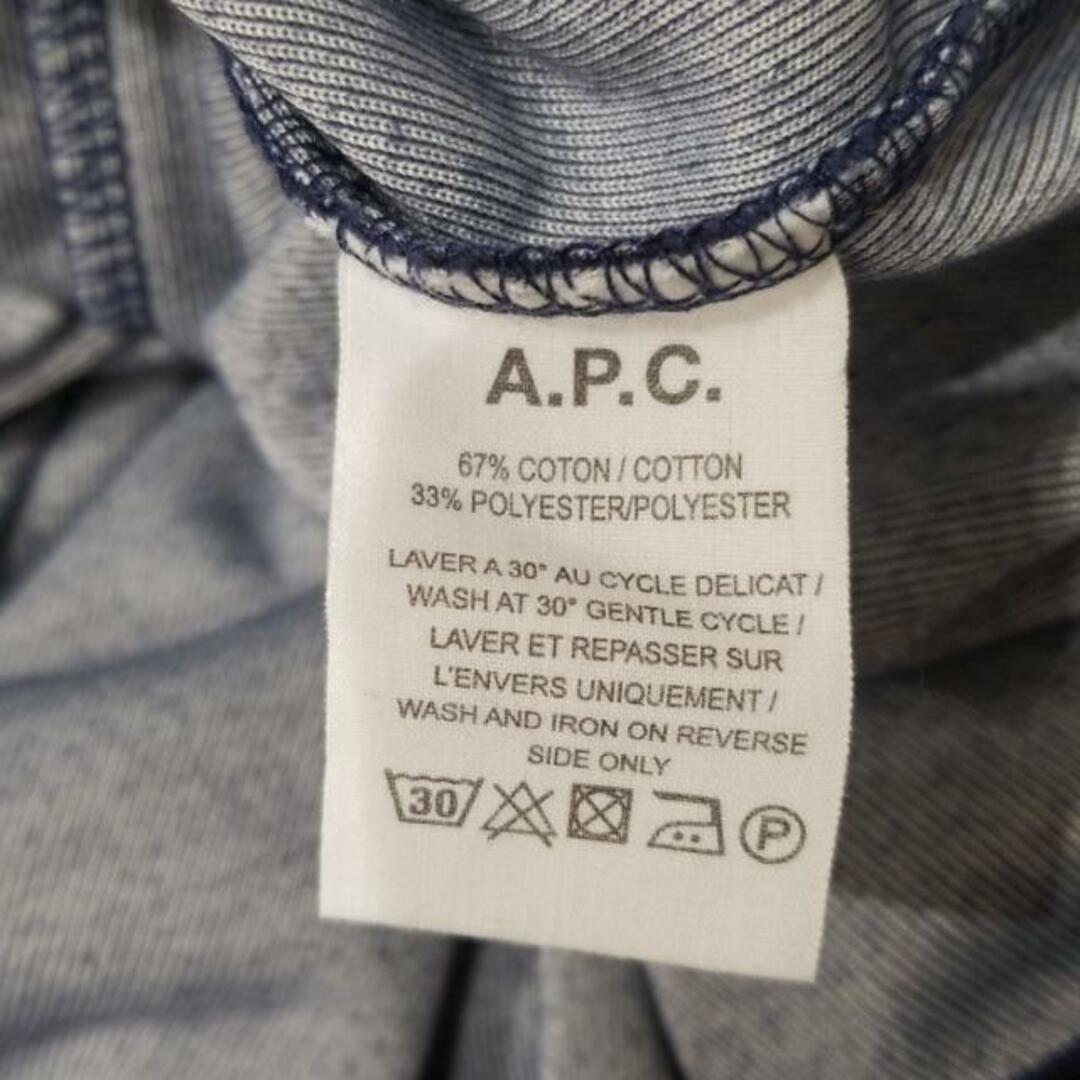 A.P.C.
67% COTON / COTTON
33% POLYESTER/POLYESTER
LAVER A 30° AU CYCLE DELICAT /
WASH AT 30° GENTLE CYCLE /
LAVER ET REPASSER SUR
L'ENVERS UNIQUEMENT /
WASH AND IRON ON REVERSE
SIDE ONLY
30 P